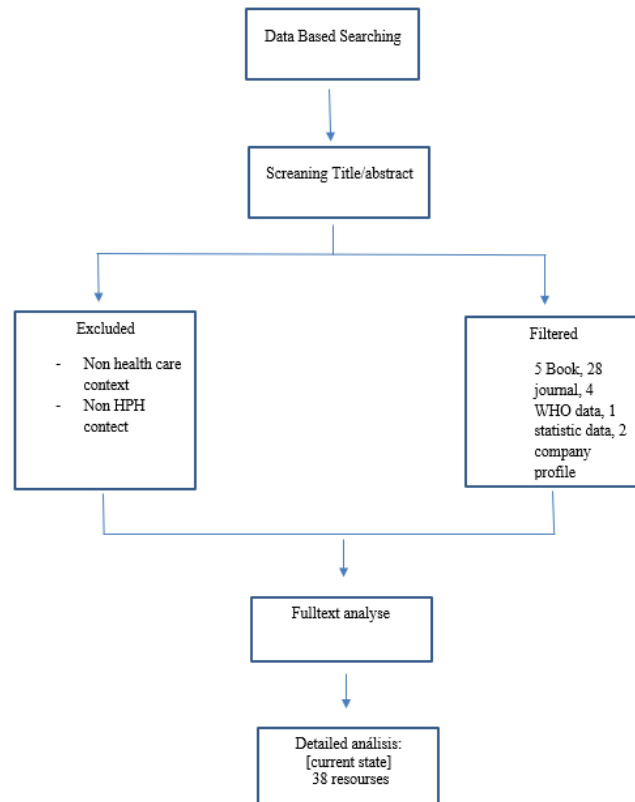 Data Based Searching
Screaning Title/abstract
Excluded
- Non health care
context
- Non HPH
contect
Filtered
5 Book, 28
journal, 4
WHO data, 1
statistic data, 2
company
profile
Fulltext analyse
Detailed análisis:
[current state]
38 resourses